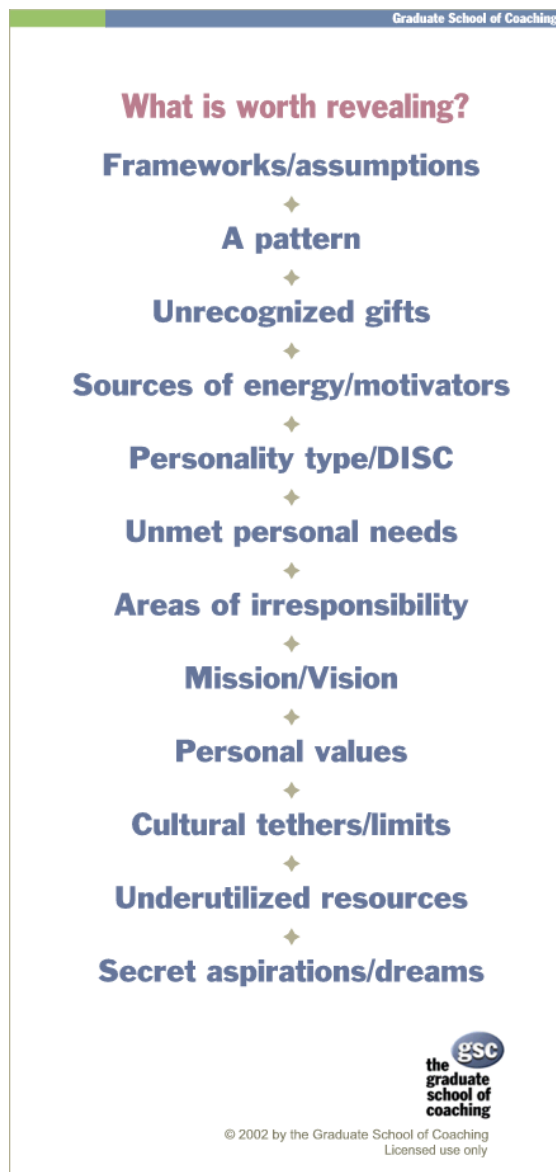 Graduate School of Coaching
What is worth revealing?
Frameworks/assumptions
A pattern
Unrecognized gifts
Sources of energy/motivators
Personality type/DISC
Unmet personal needs
Areas of irresponsibility
Mission/Vision
Personal values
Cultural tethers/limits
Underutilized resources
Secret aspirations/dreams
gsc
the
graduate
school of
coaching
© 2002 by the Graduate School of Coaching
Licensed use only